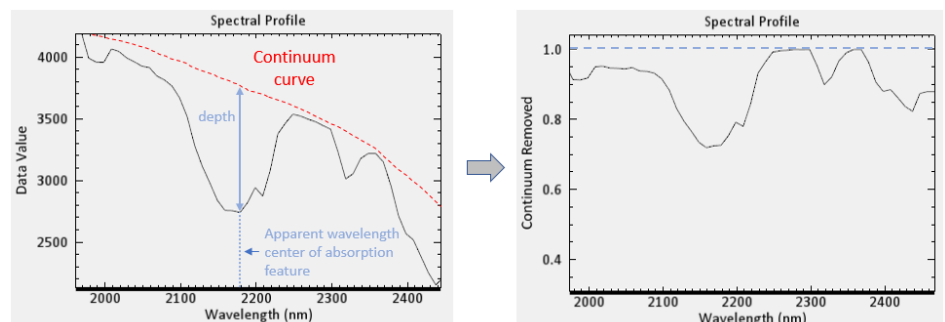 Spectral Profile
Continuum
curve
depth
Apparent wavelength
center of absorption
feature
Data Value
4000
3500
3000
2500
2000 2100 2200 2300 2400
Wavelength (nm)
Spectral Profile
Continuum Removed
1.0
0.8
0.6
0.4
2000 2100 2200 2300 2400
Wavelength (nm)